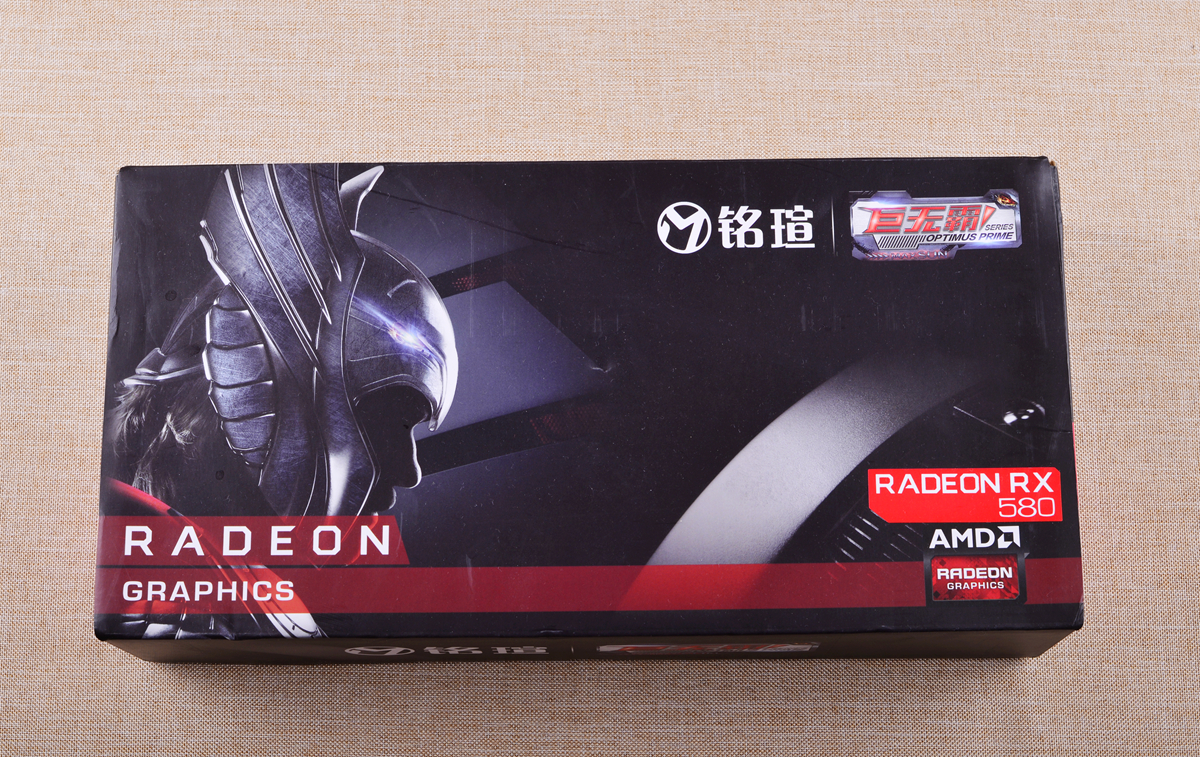 铭瑄
巨无霸
SERIES
OPTIMUS PRIME
RADEON RX
580
AMD
RADEON
GRAPHICS
RADEON
GRAPHICS
铭瑄